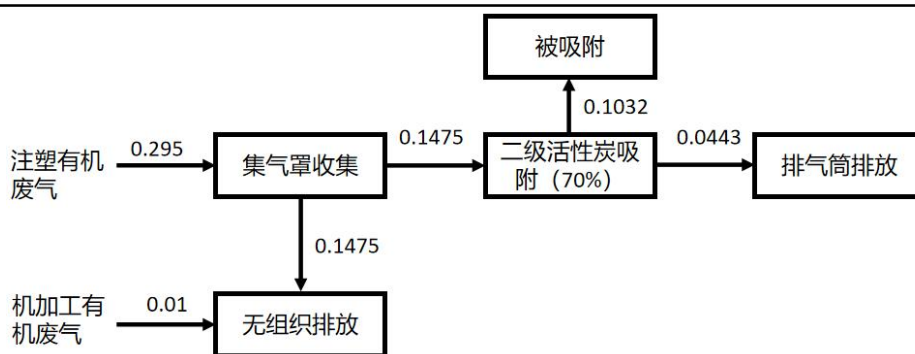 被吸附
0.1032
注塑有机
废气
0.295
集气罩收集
0.1475
二级活性炭吸
附（70%）
0.0443
排气筒排放
0.1475
机加工有
机废气
0.01
无组织排放